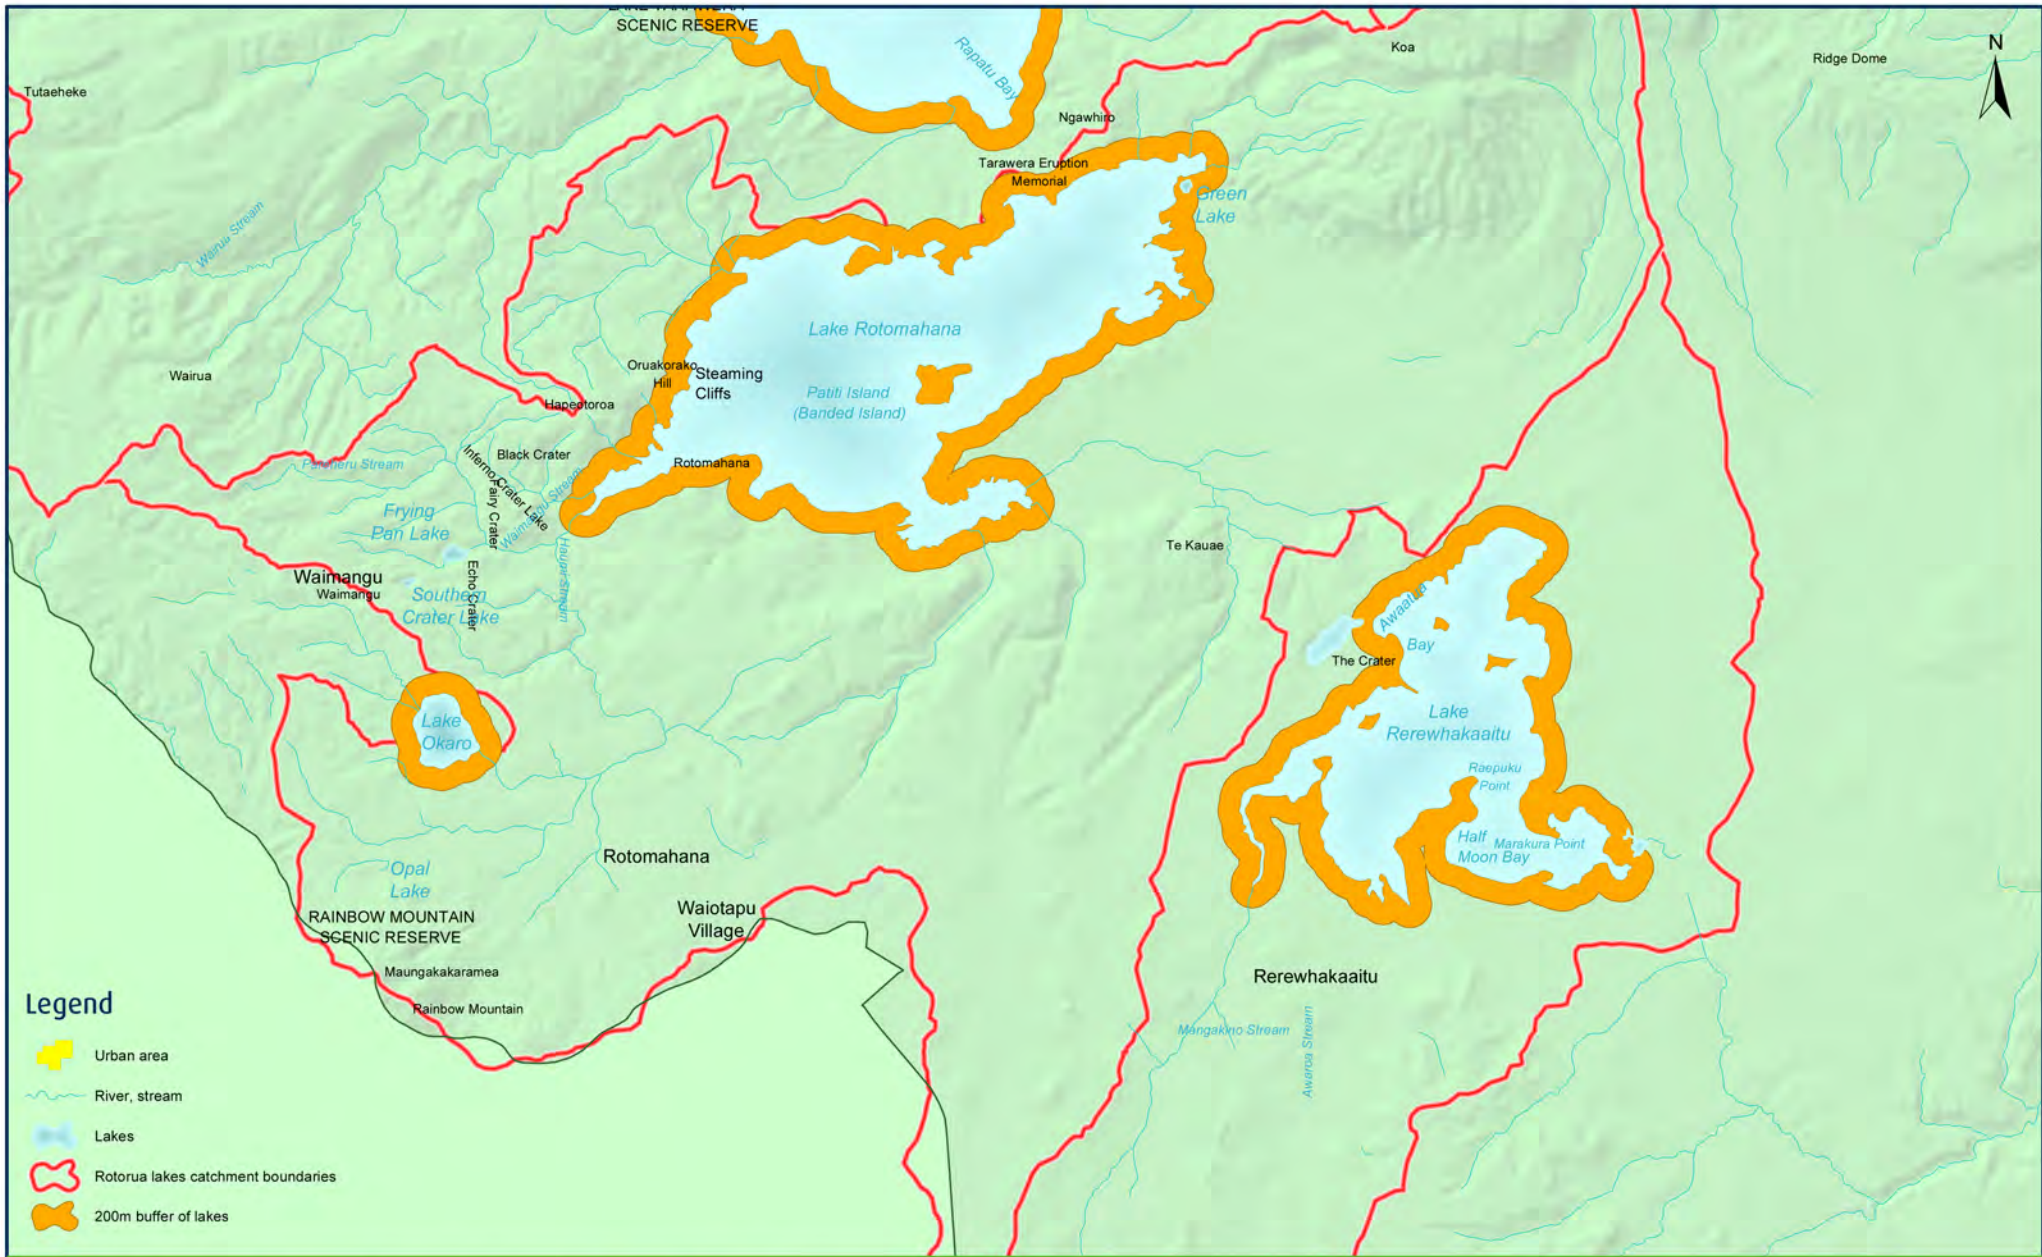 SCENIC RESERVE
Rapatu Bay
Koa
Ridge Dome
N
Tutaeheke
Ngawhiro
Tarawera Eruption
Memorial
Green
Lake
Wairua Stream
Lake Rotomahana
Oruakorako
Hill
Steaming
Cliffs
Wairua
Patiti Island
(Banded Island)
Hapeotoroa
Black Crater
Inferno Crater Lake
Fairy Crater
Rotomahana
Waimangu Stream
Frying
Pan Lake
Haumi Stream
Te Kauae
Echo Crater
Waimangu
Waimangu
Southern
Crater Lake
Awaatua
Bay
The Crater
Lake
Okaro
Lake
Rerewhakaaitu
Raepuku
Point
Half
Moon Bay
Marakura Point
Rotomahana
Opal
Lake
Waiotapu
Village
RAINBOW MOUNTAIN
SCENIC RESERVE
Maungakakaramea
Rainbow Mountain
Rerewhakaaitu
Mangakino Stream
Awaroa Stream
Legend
Urban area
River, stream
Lakes
Rotorua lakes catchment boundaries
200m buffer of lakes